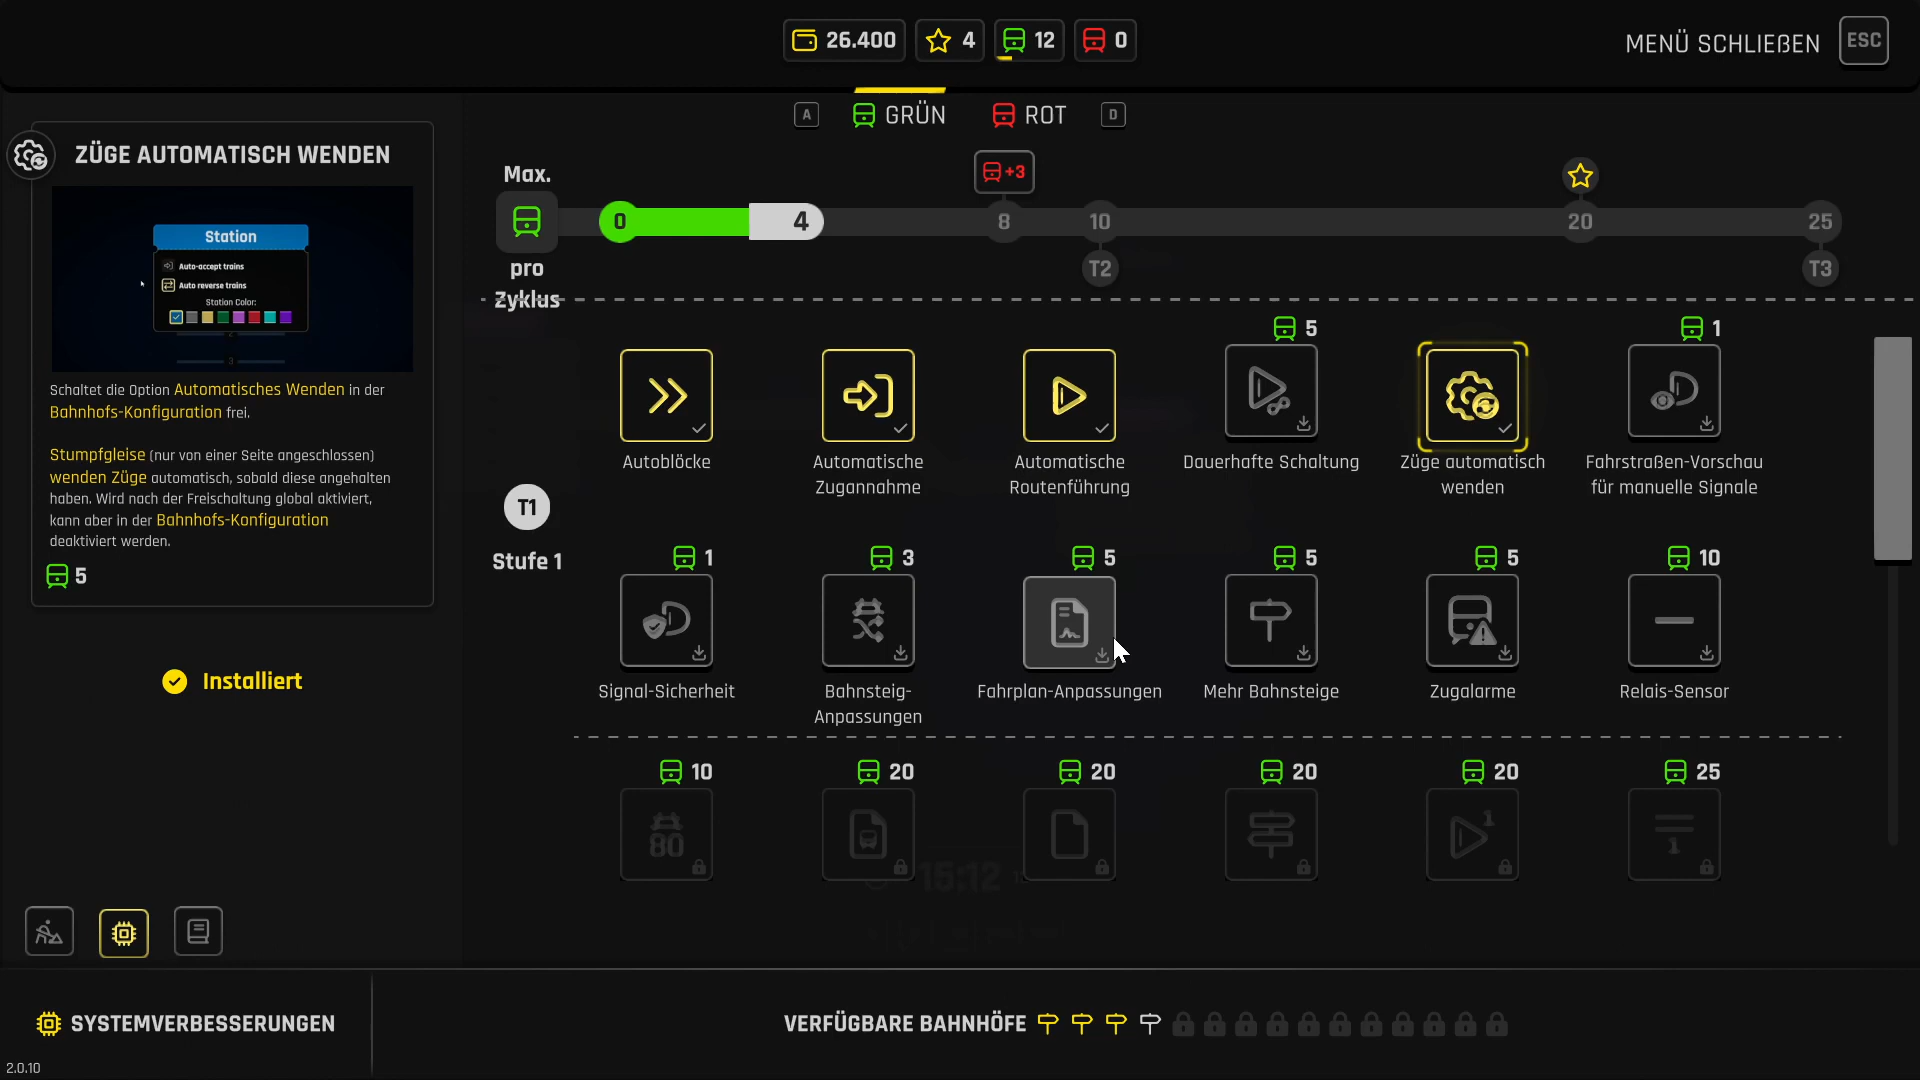 26.400
4
12
0
MENÜ SCHLIEẞEN
ESC
A
GRÜN
ROT
D
ZÜGE AUTOMATISCH WENDEN
Station
Auto-accept trains
Auto reverse trains
Station Color:
2
3
Schaltet die Option Automatisches Wenden in der
Bahnhofs-Konfiguration frei.
Stumpfgleise (nur von einer Seite angeschlossen)
wenden Züge automatisch, sobald diese angehalten
haben. Wird nach der Freischaltung global aktiviert,
kann aber in der Bahnhofs-Konfiguration
deaktiviert werden.
5
Installiert
Max.
pro
Zyklus
+3
0
4
8
10
20
25
T2
T3
5
1
Autoblöcke
Automatische
Zugannahme
Automatische
Routenführung
Dauerhafte Schaltung
Züge automatisch
wenden
Fahrstraßen-Vorschau
für manuelle Signale
T1
Stufe 1
1
3
5
5
5
10
Signal-Sicherheit
Bahnsteig-
Anpassungen
Fahrplan-Anpassungen
Mehr Bahnsteige
Zugalarme
Relais-Sensor
10
20
20
20
20
25
80
1
1
15:12
SYSTEMVERBESSERUNGEN
VERFÜGBARE BAHNHÖFE
2.0.10